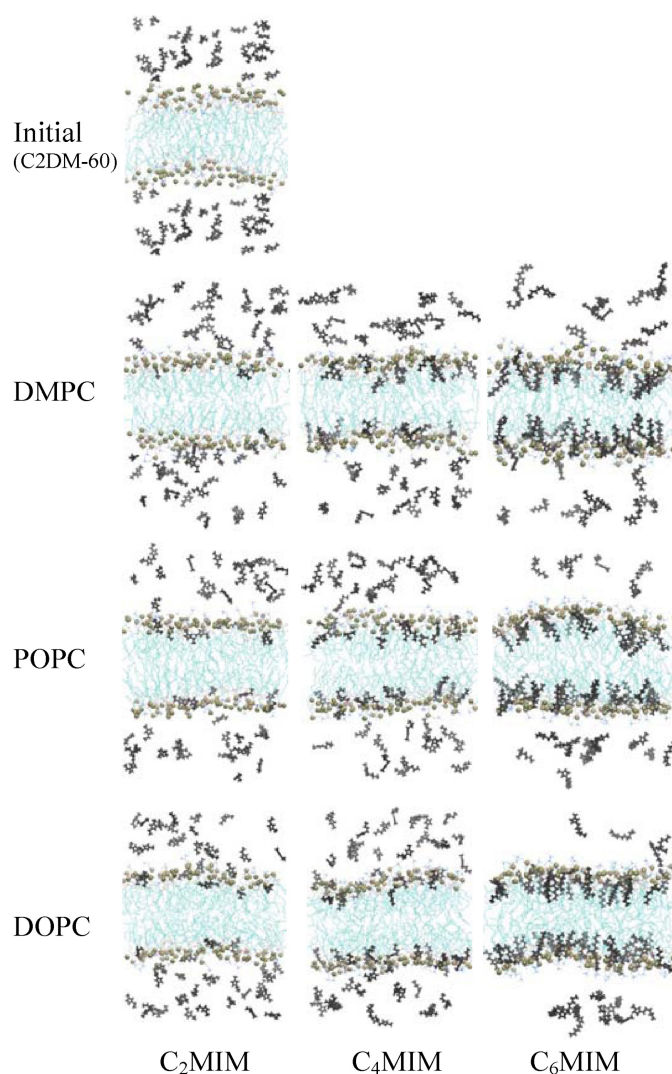 Initial
(C2DM-60)
DMPC
POPC
DOPC
C₂MIM C₄MIM C₆MIM